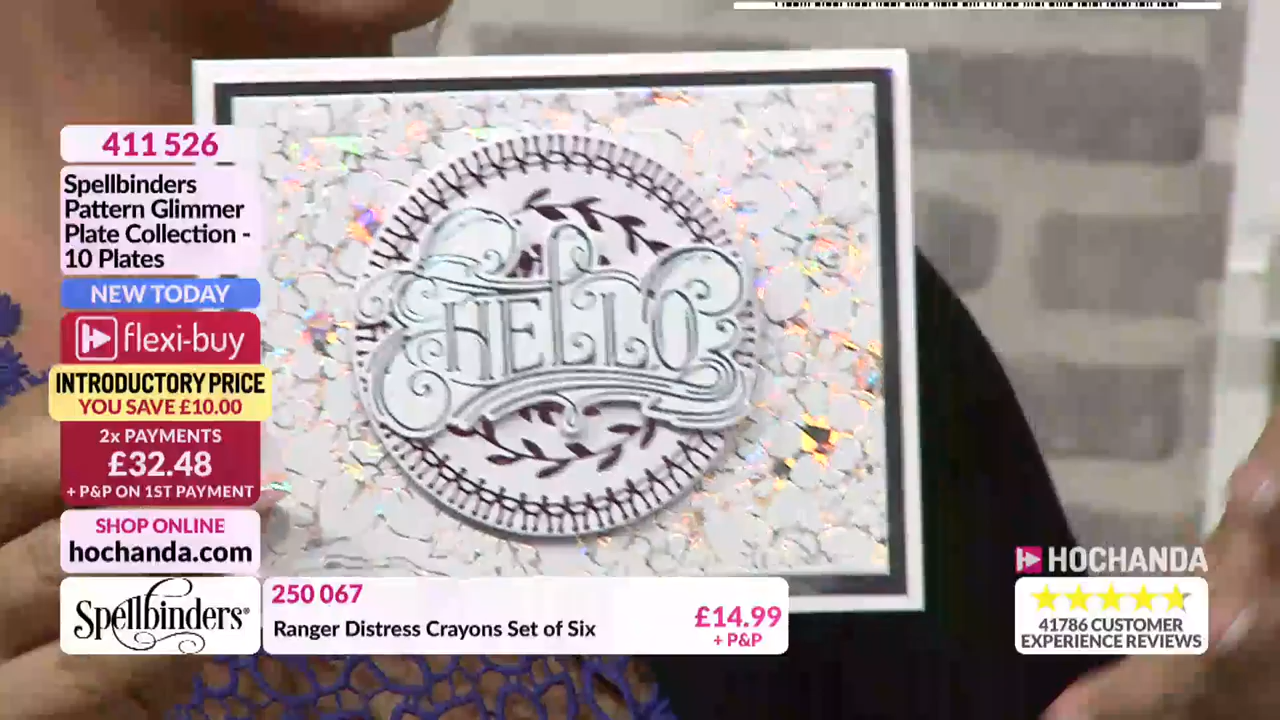 411 526
Spellbinders
Pattern Glimmer
Plate Collection -
10 Plates
NEW TODAY
flexi-buy
INTRODUCTORY PRICE
YOU SAVE £10.00
2x PAYMENTS
£32.48
+ P&P ON 1ST PAYMENT
SHOP ONLINE
hochanda.com
Spellbinders®
250 067
Ranger Distress Crayons Set of Six
£14.99
+ P&P
HELLO
HOCHANDA
41786 CUSTOMER
EXPERIENCE REVIEWS